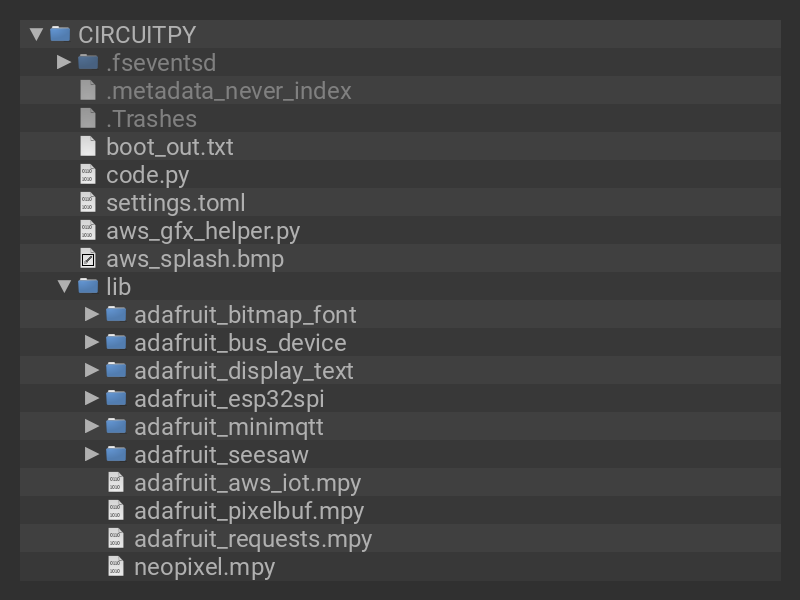 CIRCUITPY
.fseventsd
.metadata_never_index
.Trashes
boot_out.txt
code.py
settings.toml
aws_gfx_helper.py
aws_splash.bmp
lib
adafruit_bitmap_font
adafruit_bus_device
adafruit_display_text
adafruit_esp32spi
adafruit_minimqtt
adafruit_seesaw
adafruit_aws_iot.mpy
adafruit_pixelbuf.mpy
adafruit_requests.mpy
neopixel.mpy